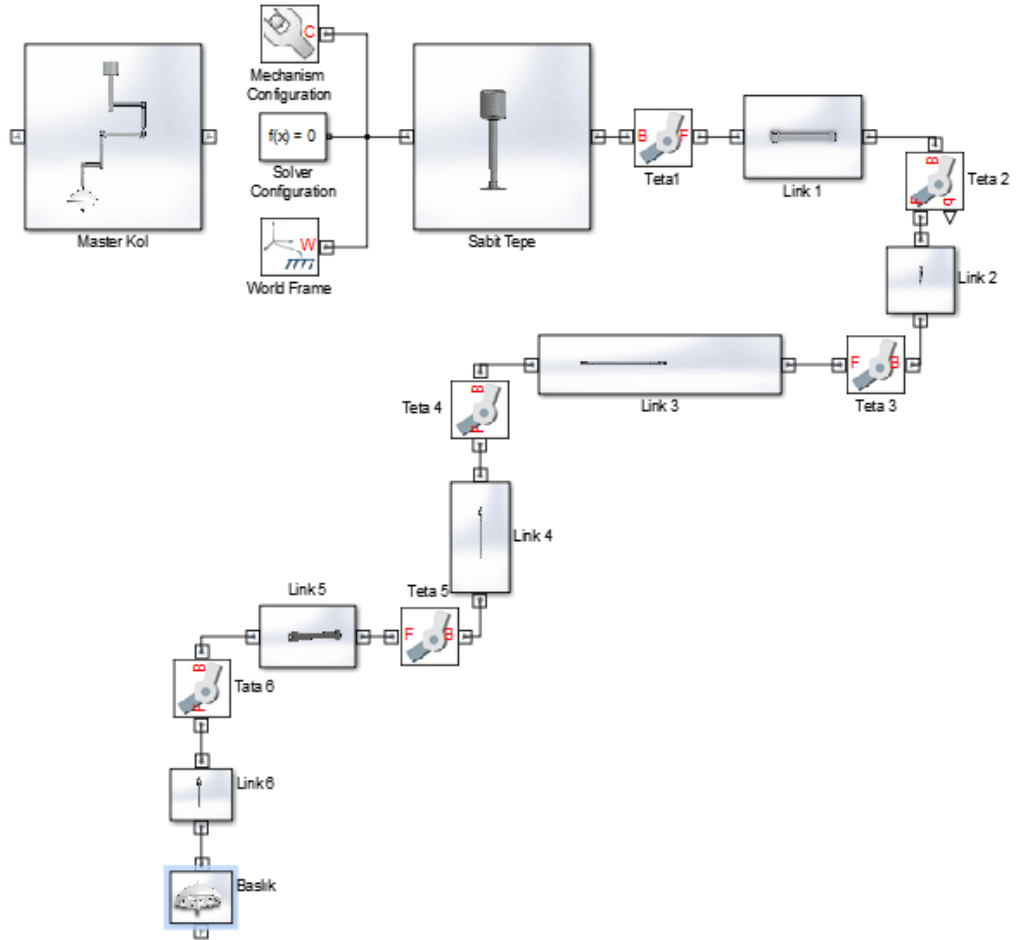 C
Mechanism
Configuration
f(x) = 0
Solver
Configuration
W
World Frame
Master Kol
Sabit Tepe
B F
Teta1
Link 1
B
F q
Teta 2
Link 2
F B
Teta 3
Link 3
B
F
Teta 4
Link 4
F B
Teta 5
Link 5
B
F
Tata 6
Link 6
Baslık